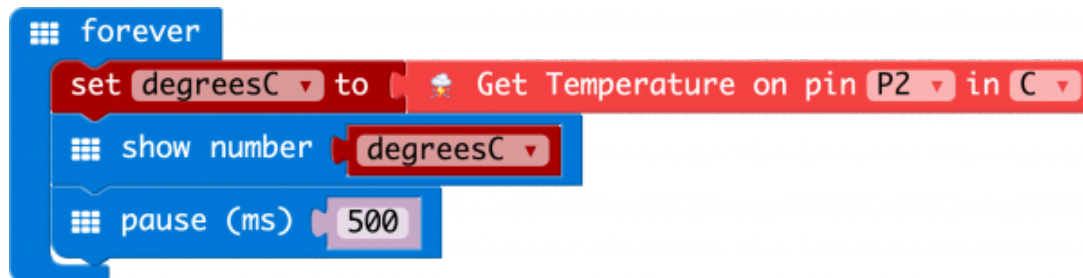 forever
set degreesC to Get Temperature on pin P2 in C
show number degreesC
pause (ms) 500